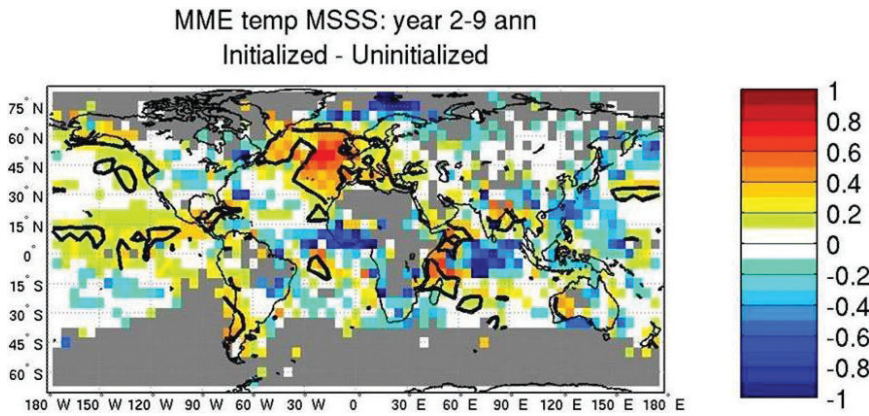 MME temp MSSS: year 2-9 ann
Initialized - Uninitialized
75° N
60° N
45° N
30° N
15° N
0°
15° S
30° S
45° S
60° S
180 W 150 W 120 W 90 W 60 W 30 W 0 30 E 60 E 90 E 120 E 150 E 180 E
1
0.8
0.6
0.4
0.2
0
-0.2
-0.4
-0.6
-0.8
-1